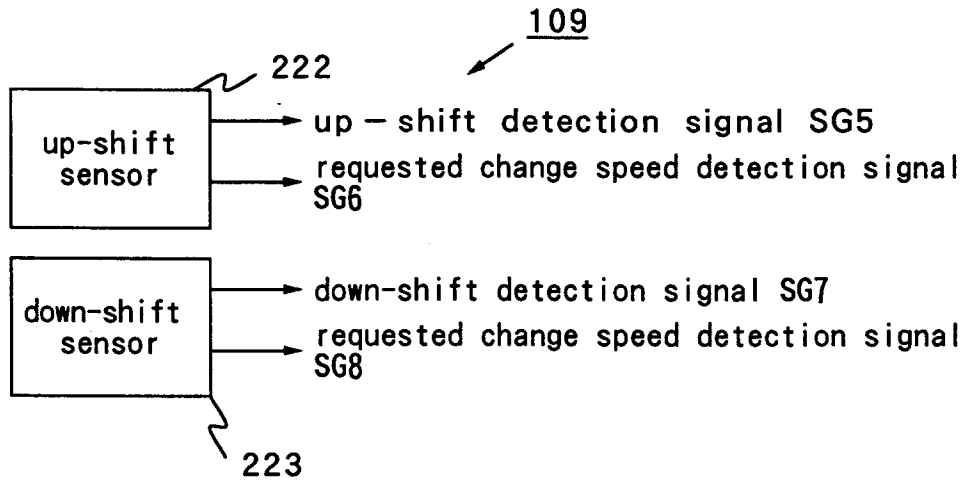 109
222
up-shift
sensor
up – shift detection signal SG5
requested change speed detection signal
SG6
down-shift
sensor
down-shift detection signal SG7
requested change speed detection signal
SG8
223